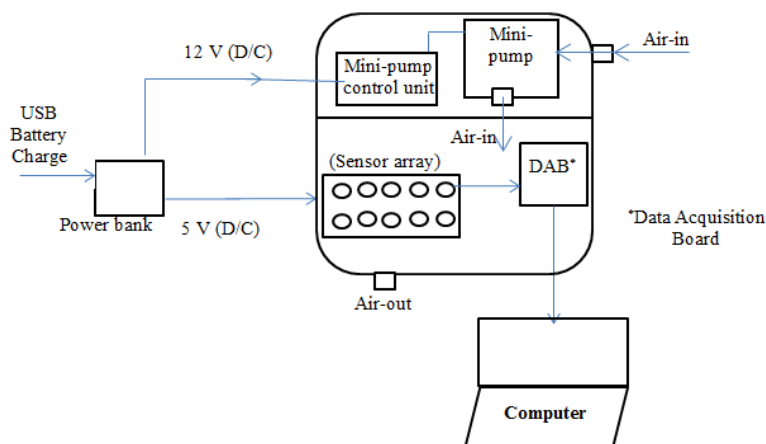 12 V (D/C)
Mini-
pump
Air-in
Mini-pump
control unit
USB
Battery
Charge
Air-in
(Sensor array)
DAB*
Power bank
5 V (D/C)
*Data Acquisition
Board
Air-out
Computer